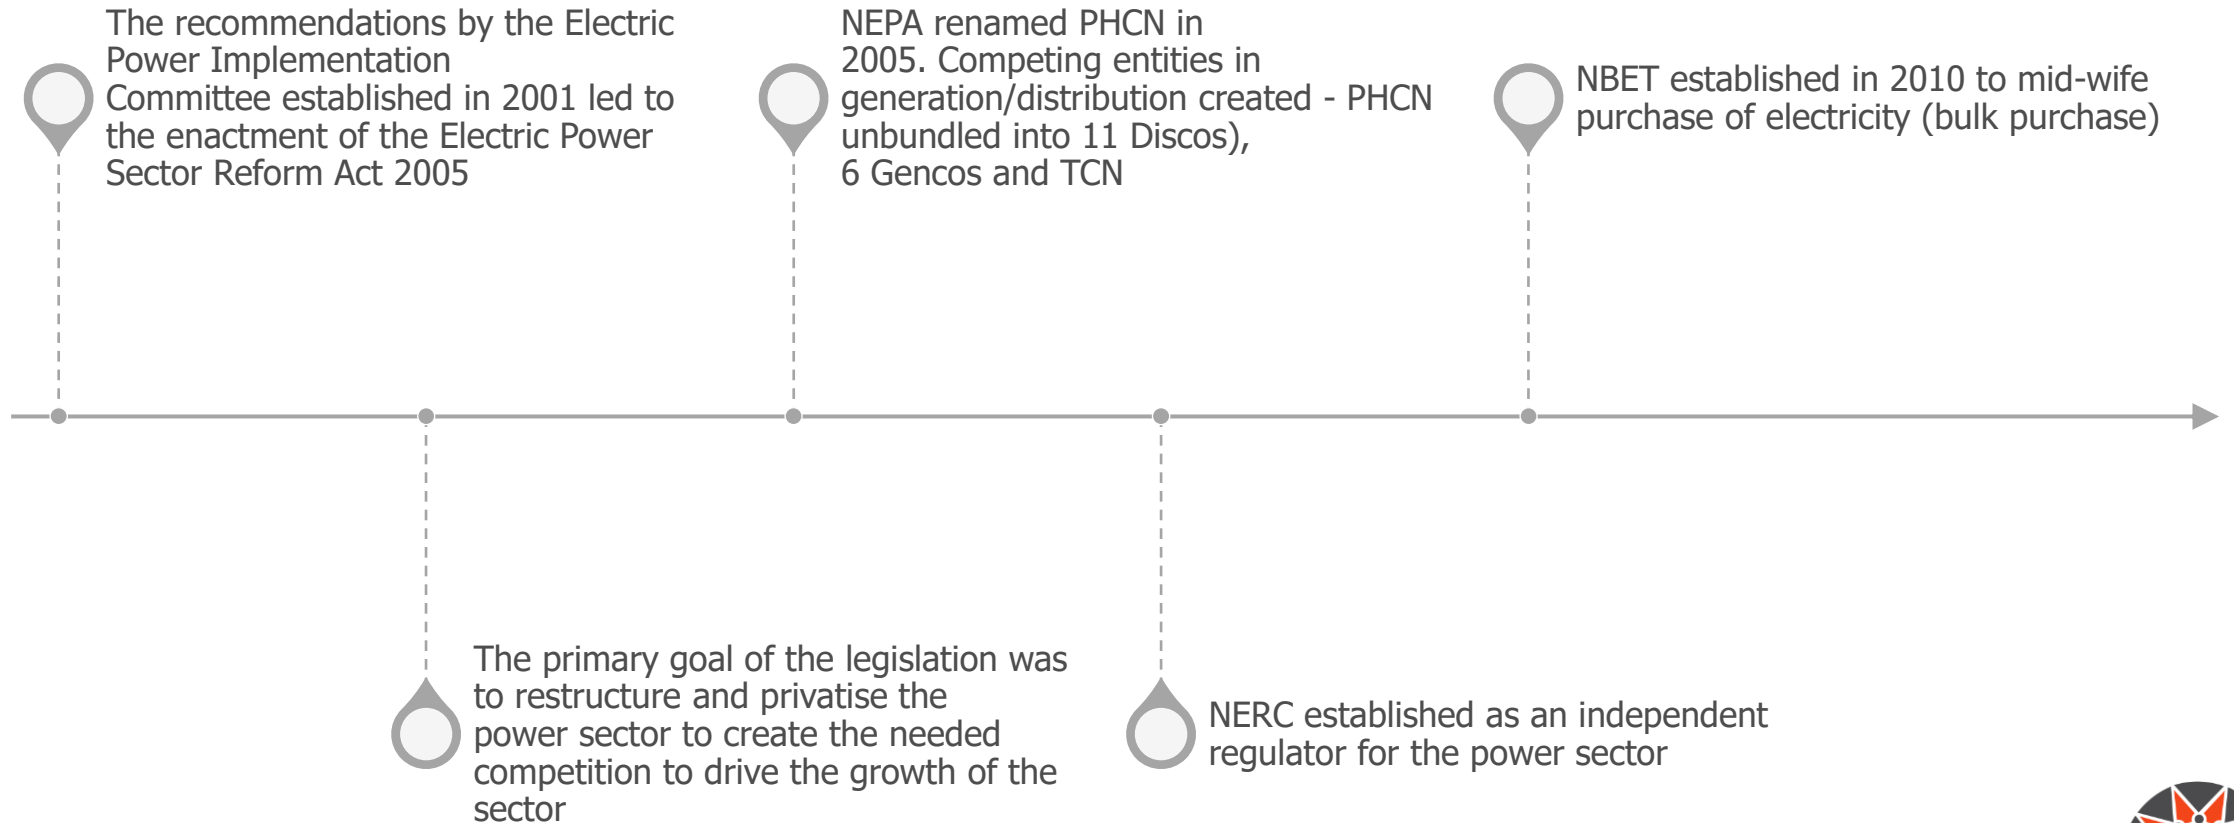 The recommendations by the Electric
Power Implementation
Committee established in 2001 led to
the enactment of the Electric Power
Sector Reform Act 2005
The primary goal of the legislation was
to restructure and privatise the
power sector to create the needed
competition to drive the growth of the
sector
NEPA renamed PHCN in
2005. Competing entities in
generation/distribution created - PHCN
unbundled into 11 Discos),
6 Gencos and TCN
NERC established as an independent
regulator for the power sector
NBET established in 2010 to mid-wife
purchase of electricity (bulk purchase)